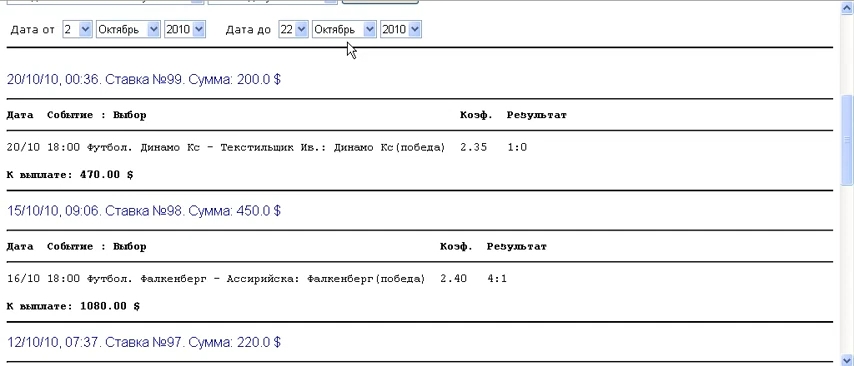 Дата от 2 Октябрь 2010 Дата до 22 Октябрь 2010
20/10/10, 00:36. Ставка №99. Сумма: 200.0 $
Дата Событие : Выбор Коэф. Результат
20/10 18:00 Футбол. Динамо Кс - Текстильщик Ив.: Динамо Кс(победа) 2.35 1:0
К выплате: 470.00 $
15/10/10, 09:06. Ставка №98. Сумма: 450.0 $
Дата Событие : Выбор Коэф. Результат
16/10 18:00 Футбол. Фалкенберг - Ассирийска: Фалкенберг(победа) 2.40 4:1
К выплате: 1080.00 $
12/10/10, 07:37. Ставка №97. Сумма: 220.0 $